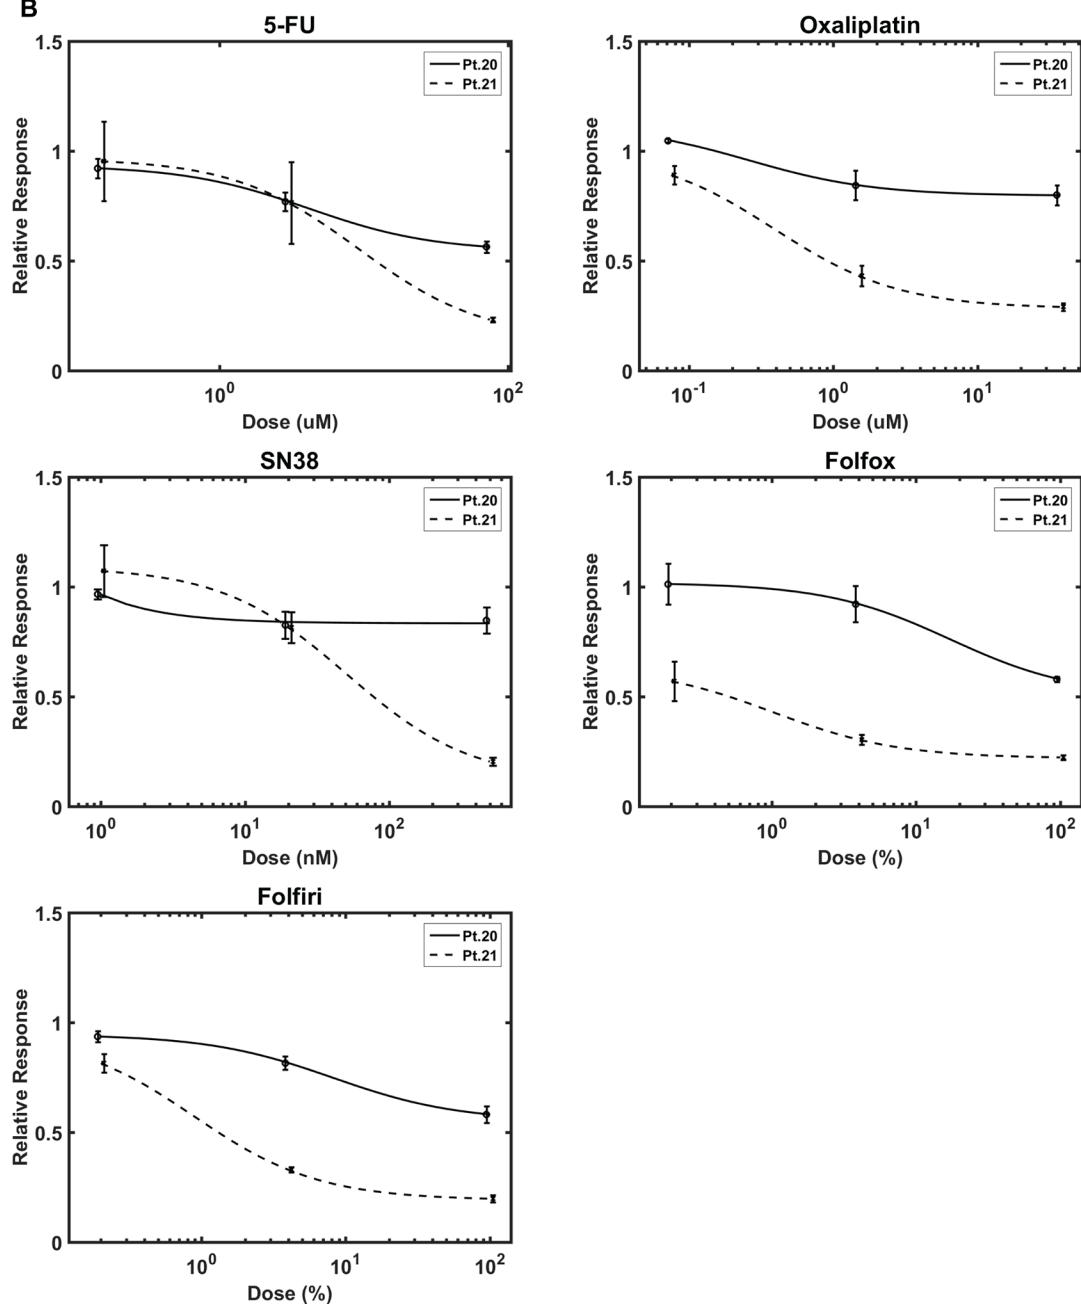 B
5-FU
1.5
1
0.5
0
Relative Response
Pt.20
Pt.21
10^0
10^2
Dose (uM)
Oxaliplatin
1.5
1
0.5
0
Relative Response
Pt.20
Pt.21
10^-1
10^0
10^1
Dose (uM)
SN38
1.5
1
0.5
0
Relative Response
Pt.20
Pt.21
10^0
10^1
10^2
Dose (nM)
Folfox
1.5
1
0.5
0
Relative Response
Pt.20
Pt.21
10^0
10^1
10^2
Dose (%)
Folfiri
1.5
1
0.5
0
Relative Response
Pt.20
Pt.21
10^0
10^1
10^2
Dose (%)